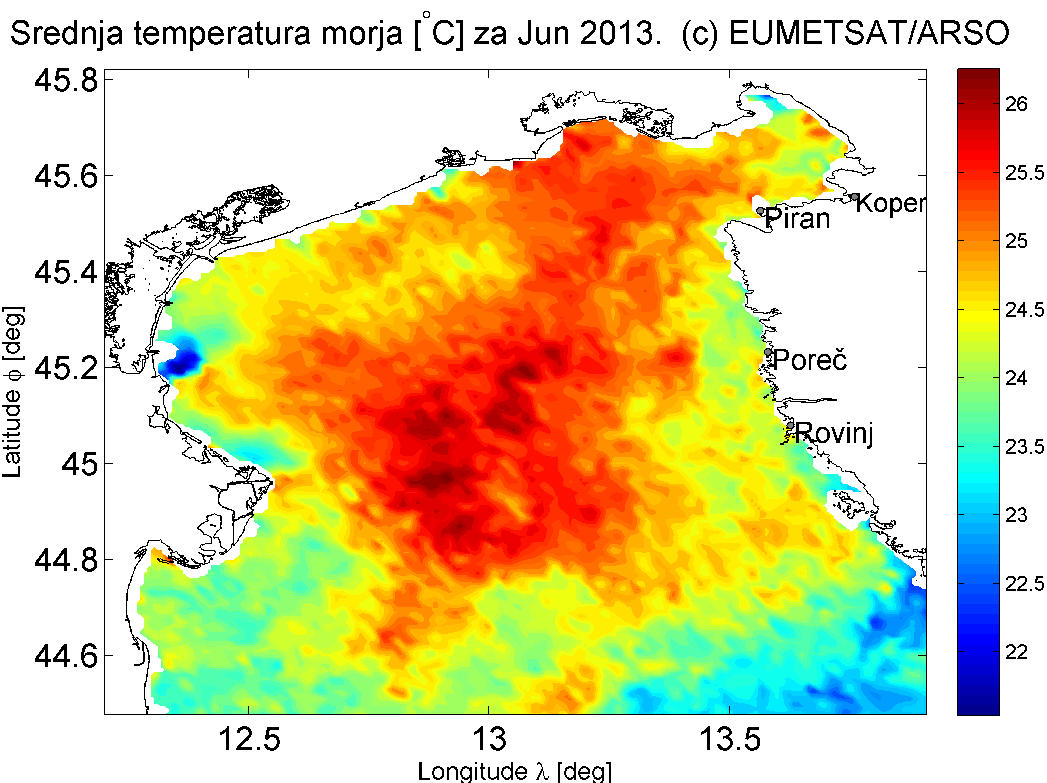 Srednja temperatura morja [°C] za Jun 2013. (c) EUMETSAT/ARSO
45.8
45.6
45.4
45.2
45
44.8
44.6
Latitude ϕ [deg]
Koper
Piran
Poreč
Rovinj
12.5
13
13.5
Longitude λ [deg]
26
25.5
25
24.5
24
23.5
23
22.5
22